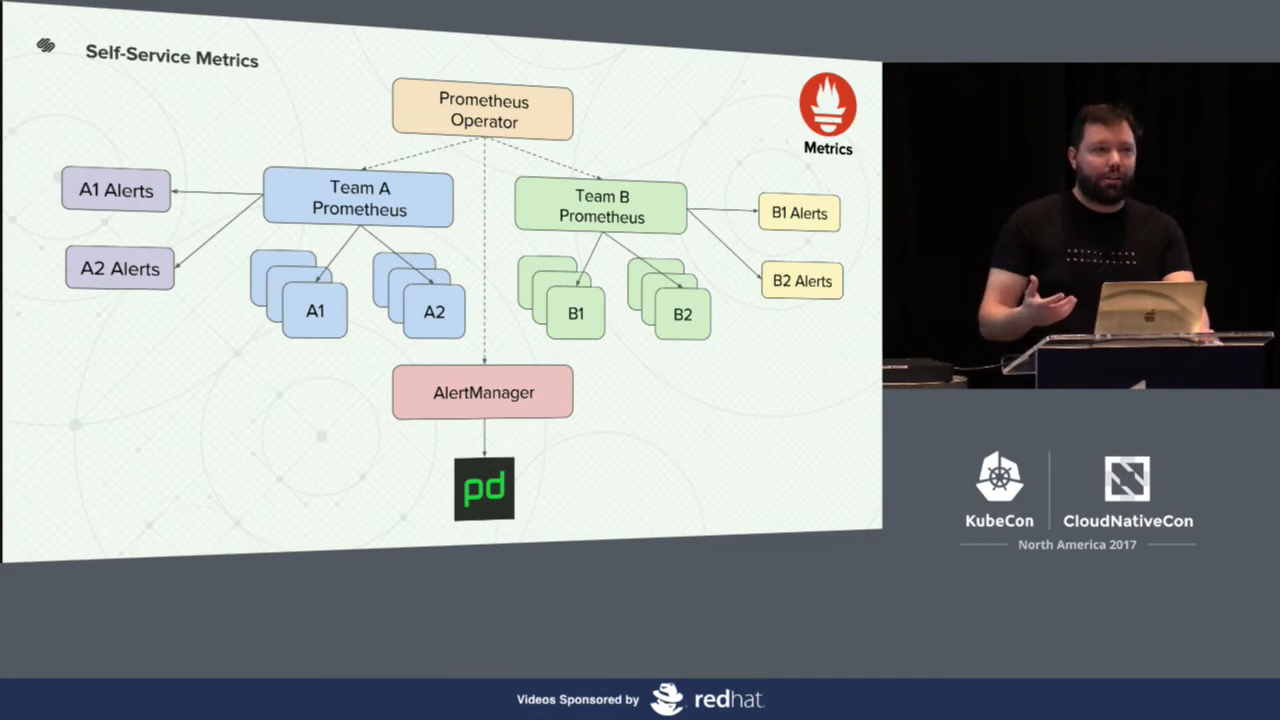 Self-Service Metrics
Prometheus
Operator
Metrics
A1 Alerts
Team A
Prometheus
Team B
Prometheus
B1 Alerts
A2 Alerts
B2 Alerts
A1
A2
B1
B2
AlertManager
pd
KubeCon
CloudNativeCon
North America 2017
Videos Sponsored by
redhat